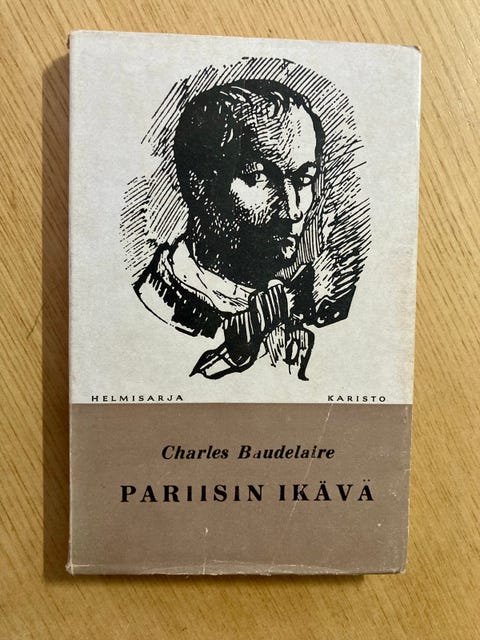 HELMISARJA KARISTO
Charles Baudelaire
PARIISIN IKÄVÄ